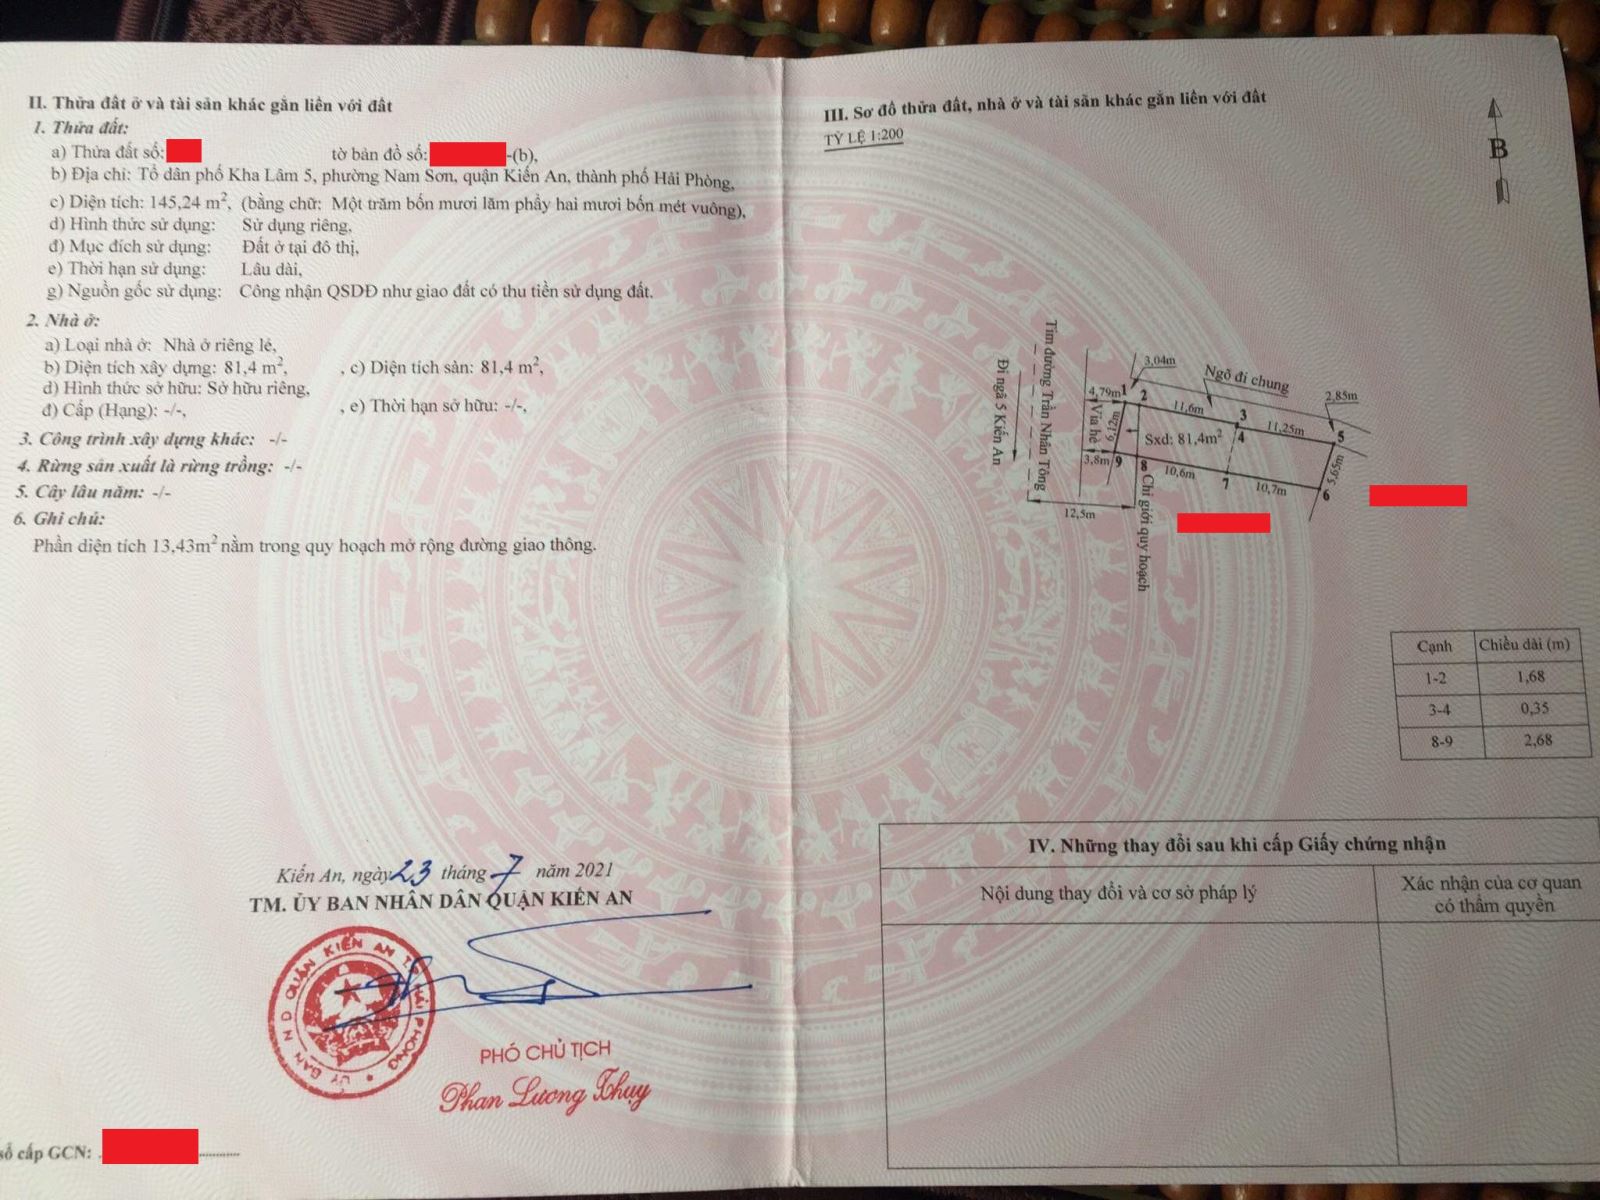 II. Thửa đất ở và tài sản khác gắn liền với đất
1. Thửa đất:
a) Thửa đất số:
tờ bản đồ số: -(b),
b) Địa chỉ: Tổ dân phố Kha Lâm 5, phường Nam Sơn, quận Kiến An, thành phố Hải Phòng,
c) Diện tích: 145,24 m², (bằng chữ: Một trăm bốn mươi lăm phẩy hai mươi bốn mét vuông),
d) Hình thức sử dụng: Sử dụng riêng,
đ) Mục đích sử dụng: Đất ở tại đô thị,
e) Thời hạn sử dụng: Lâu dài,
g) Nguồn gốc sử dụng: Công nhận QSDĐ như giao đất có thu tiền sử dụng đất.
2. Nhà ở:
a) Loại nhà ở: Nhà ở riêng lẻ,
b) Diện tích xây dựng: 81,4 m², , c) Diện tích sàn: 81,4 m²,
d) Hình thức sở hữu: Sở hữu riêng,
đ) Cấp (Hạng): -/-, , e) Thời hạn sở hữu: -/-,
3. Công trình xây dựng khác: -/-
4. Rừng sản xuất là rừng trồng: -/-
5. Cây lâu năm: -/-
6. Ghi chú:
Phần diện tích 13,43m² nằm trong quy hoạch mở rộng đường giao thông.
Kiến An, ngày 23 tháng 7 năm 2021
TM. ỦY BAN NHÂN DÂN QUẬN KIẾN AN
ỦY BAN N D QUẬN KIẾN AN T.P HẢI PHÒNG
PHÓ CHỦ TỊCH
Phan Lương Thụy
số cấp GCN:
III. Sơ đồ thửa đất, nhà ở và tài sản khác gắn liền với đất
TỶ LỆ 1:200
B
Đi ngã 5 Kiến An
Tim đường Trần Nhân Tông
Vỉa hè
Chỉ giới quy hoạch
Ngõ đi chung
3,04m
4,79m
1
2
11,6m
3
2,85m
6,12m
Sxd: 81,4m²
4
11,25m
5
3,8m
9
8
10,6m
7
10,7m
6
5,65m
12,5m
Cạnh Chiều dài (m)
1-2 1,68
3-4 0,35
8-9 2,68
IV. Những thay đổi sau khi cấp Giấy chứng nhận
Nội dung thay đổi và cơ sở pháp lý
Xác nhận của cơ quan
có thẩm quyền